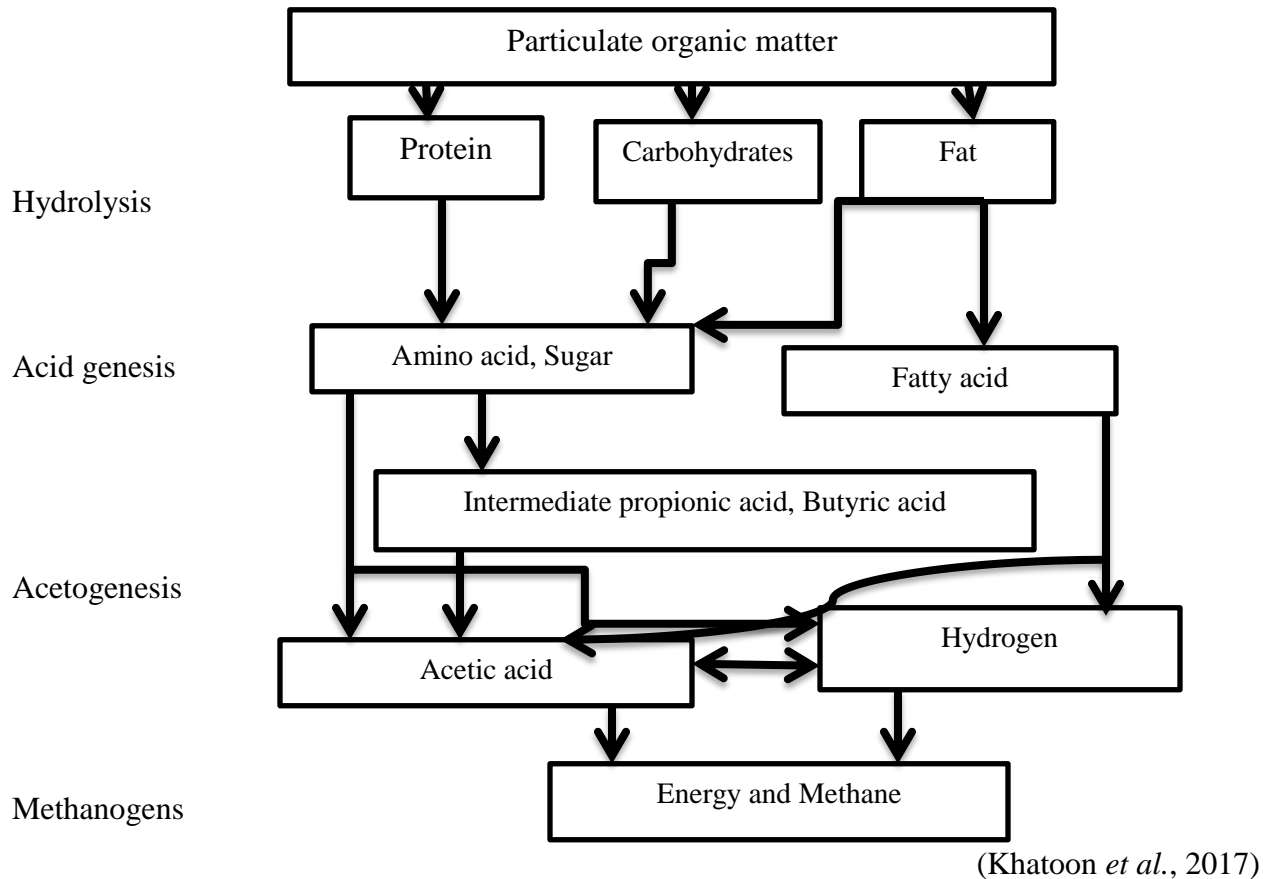 Particulate organic matter
Protein
Carbohydrates
Fat
Hydrolysis
Acid genesis
Amino acid, Sugar
Fatty acid
Intermediate propionic acid, Butyric acid
Acetogenesis
Hydrogen
Acetic acid
Energy and Methane
Methanogens
(Khatoon et al., 2017)